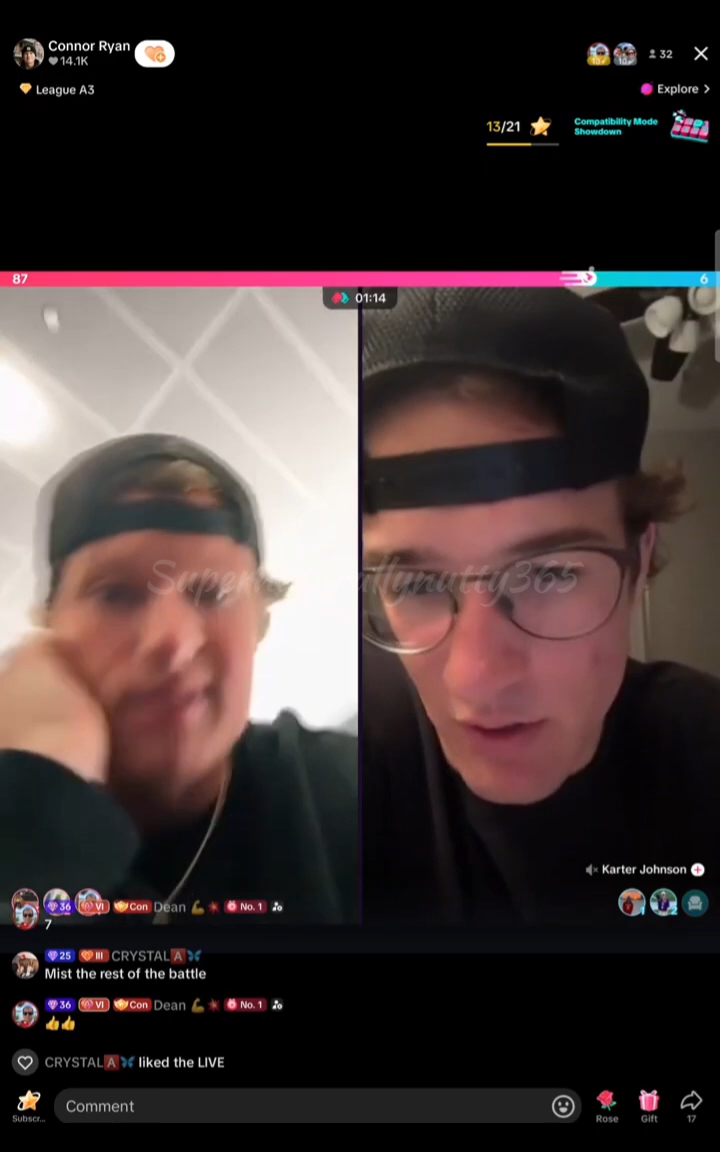 Connor Ryan
14.1K
32
League A3
Explore >
13/21
Compatibility Mode
Showdown
87
6
01:14
Karter Johnson
36 VI Con Dean No. 1
7
25 III CRYSTAL A
Mist the rest of the battle
36 VI Con Dean No. 1
CRYSTAL A liked the LIVE
Comment
Subscr...
Rose
Gift
17